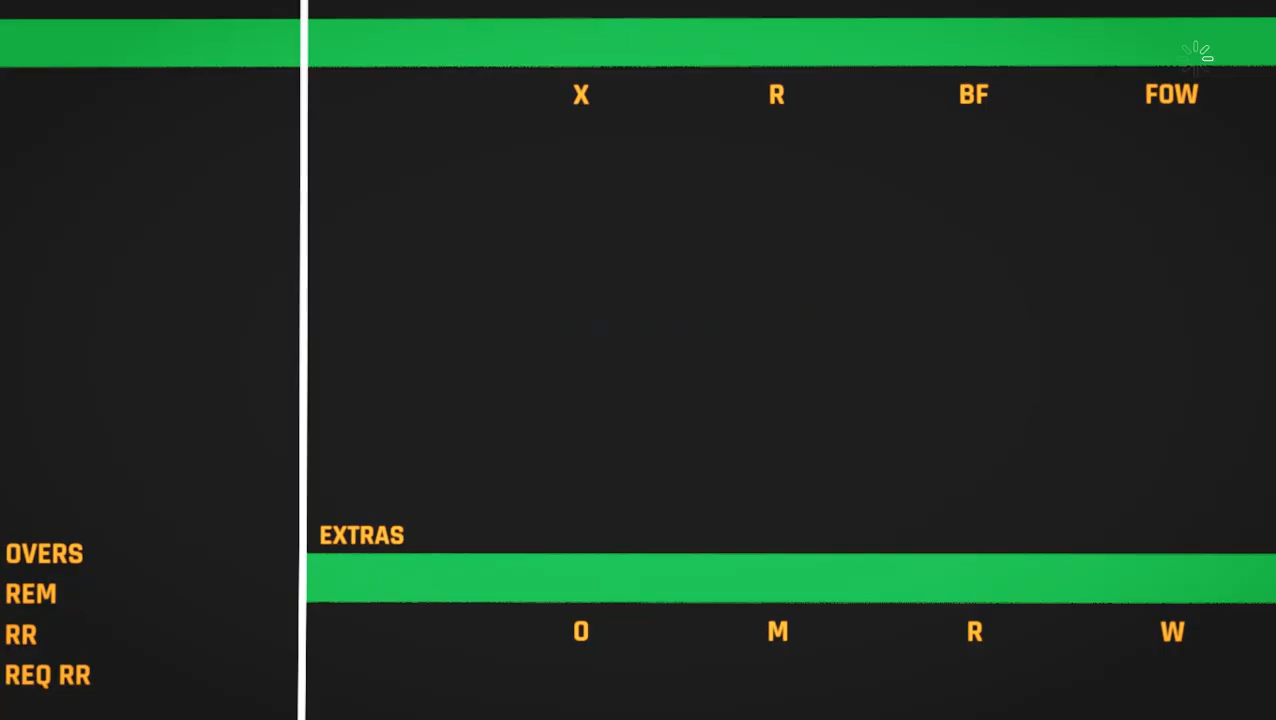 X R BF FOW
EXTRAS
OVERS
REM
RR
REQ RR
O M R W